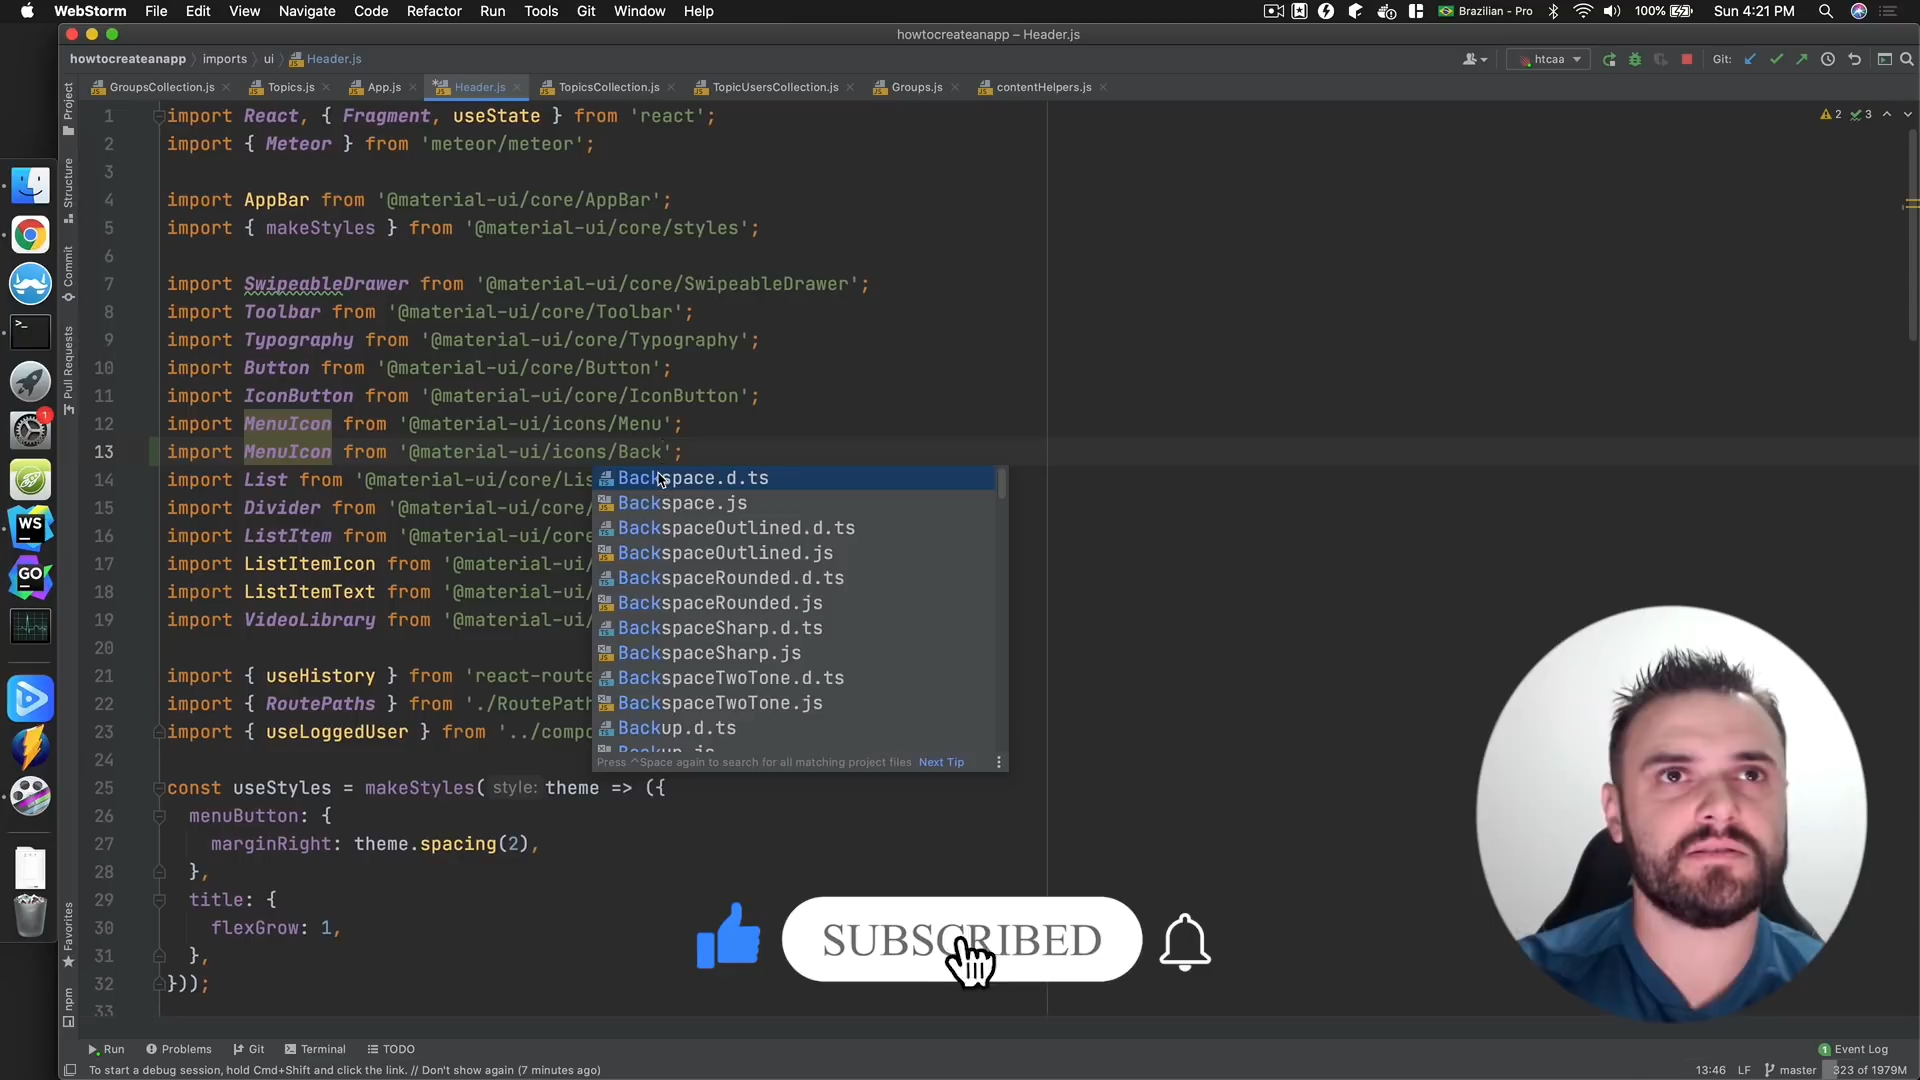 WebStorm File Edit View Navigate Code Refactor Run Tools Git Window Help Brazilian - Pro 100% Sun 4:21 PM
howtocreateanapp – Header.js
howtocreateanapp imports ui Header.js htcaa Git:
GroupsCollection.js Topics.js App.js Header.js TopicsCollection.js TopicUsersCollection.js Groups.js contentHelpers.js
Project
Structure
Commit
Pull Requests
Favorites
npm
2 3
1 import React, { Fragment, useState } from 'react';
2 import { Meteor } from 'meteor/meteor';
3
4 import AppBar from '@material-ui/core/AppBar';
5 import { makeStyles } from '@material-ui/core/styles';
6
7 import SwipeableDrawer from '@material-ui/core/SwipeableDrawer';
8 import Toolbar from '@material-ui/core/Toolbar';
9 import Typography from '@material-ui/core/Typography';
10 import Button from '@material-ui/core/Button';
11 import IconButton from '@material-ui/core/IconButton';
12 import MenuIcon from '@material-ui/icons/Menu';
13 import MenuIcon from '@material-ui/icons/Back';
14 import List from '@material-ui/core/Lis
15 import Divider from '@material-ui/core/
16 import ListItem from '@material-ui/core
17 import ListItemIcon from '@material-ui/
18 import ListItemText from '@material-ui/
19 import VideoLibrary from '@material-ui/
20
21 import { useHistory } from 'react-route
22 import { RoutePaths } from './RoutePath
23 import { useLoggedUser } from '../compo
24
25 const useStyles = makeStyles( style: theme => ({
26 menuButton: {
27 marginRight: theme.spacing(2),
28 },
29 title: {
30 flexGrow: 1,
31 },
32 }));
33
Backspace.d.ts
Backspace.js
BackspaceOutlined.d.ts
BackspaceOutlined.js
BackspaceRounded.d.ts
BackspaceRounded.js
BackspaceSharp.d.ts
BackspaceSharp.js
BackspaceTwoTone.d.ts
BackspaceTwoTone.js
Backup.d.ts
Backup.js
Press ^Space again to search for all matching project files Next Tip
SUBSCRIBED
Run Problems Git Terminal TODO 1 Event Log
To start a debug session, hold Cmd+Shift and click the link. // Don't show again (7 minutes ago) 13:46 LF master 323 of 1979M
1
WS
GO